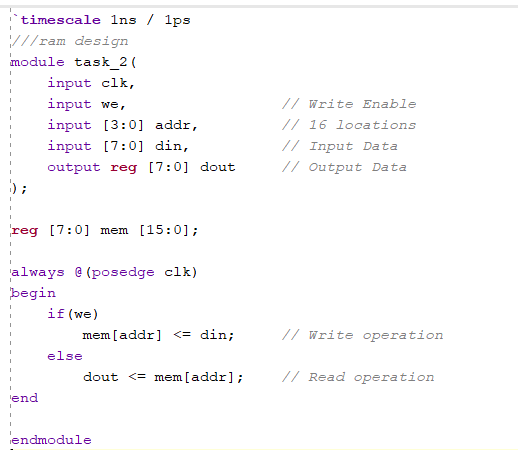 `timescale 1ns / 1ps
///ram design
module task_2(
    input clk,
    input we,                 // Write Enable
    input [3:0] addr,         // 16 locations
    input [7:0] din,          // Input Data
    output reg [7:0] dout     // Output Data
);

reg [7:0] mem [15:0];

always @(posedge clk)
begin
    if(we)
        mem[addr] <= din;     // Write operation
    else
        dout <= mem[addr];    // Read operation
end

endmodule